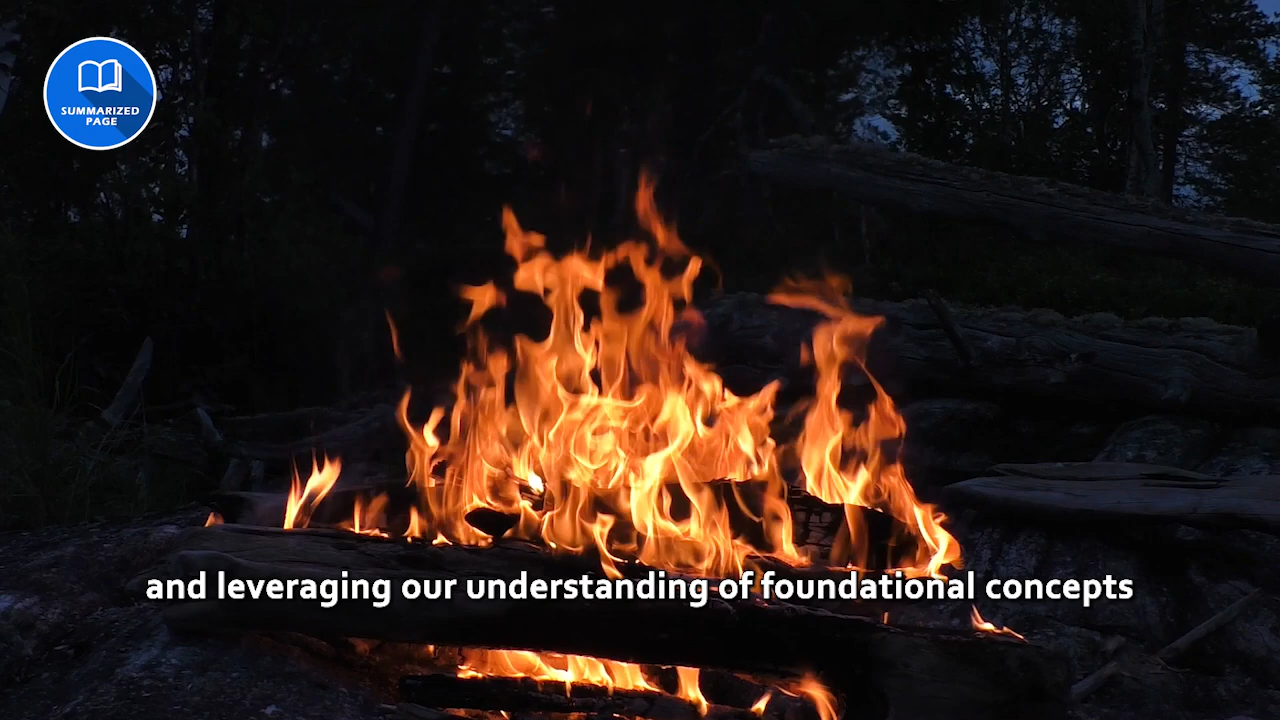 SUMMARIZED
PAGE
and leveraging our understanding of foundational concepts